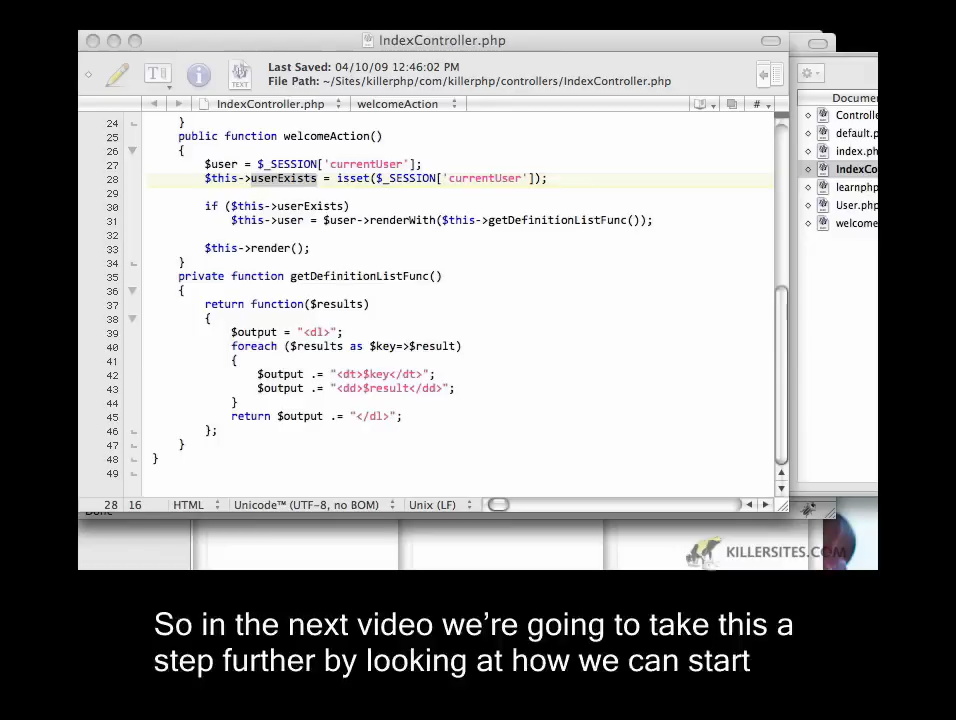 IndexController.php
Last Saved: 04/10/09 12:46:02 PM
File Path: ~/Sites/killerphp/com/killerphp/controllers/IndexController.php
TEXT
IndexController.php welcomeAction #
Documen
24 }
25 public function welcomeAction()
26 {
27 $user = $_SESSION['currentUser'];
28 $this->userExists = isset($_SESSION['currentUser']);
29
30 if ($this->userExists)
31 $this->user = $user->renderWith($this->getDefinitionListFunc());
32
33 $this->render();
34 }
35 private function getDefinitionListFunc()
36 {
37 return function($results)
38 {
39 $output = "<dl>";
40 foreach ($results as $key=>$result)
41 {
42 $output .= "<dt>$key</dt>";
43 $output .= "<dd>$result</dd>";
44 }
45 return $output .= "</dl>";
46 };
47 }
48 }
49
Controlle
default.p
index.ph
IndexCo
learnphp
User.php
welcome
28 16 HTML Unicode™ (UTF-8, no BOM) Unix (LF)
KILLERSITES.COM
So in the next video we're going to take this a
step further by looking at how we can start